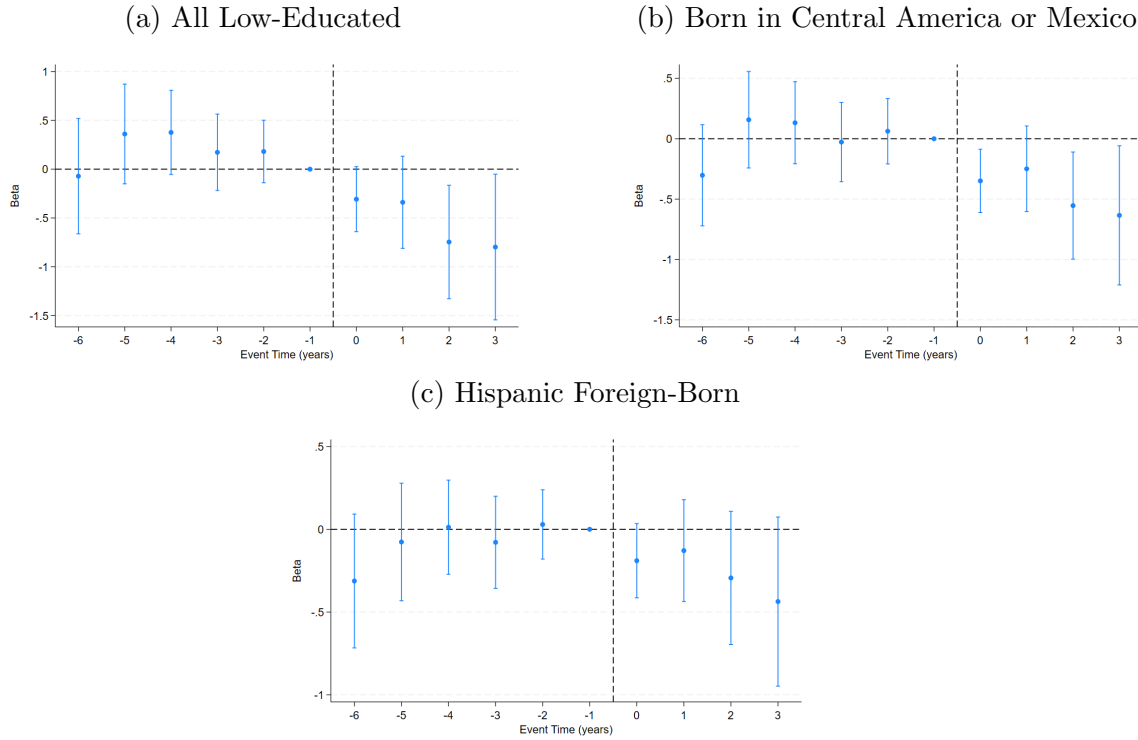 (a) All Low-Educated
1
.5
0
-.5
-1
-1.5
Beta
-6 -5 -4 -3 -2 -1 0 1 2 3
Event Time (years)
(b) Born in Central America or Mexico
.5
0
-.5
-1
-1.5
Beta
-6 -5 -4 -3 -2 -1 0 1 2 3
Event Time (years)
(c) Hispanic Foreign-Born
.5
0
-.5
-1
Beta
-6 -5 -4 -3 -2 -1 0 1 2 3
Event Time (years)